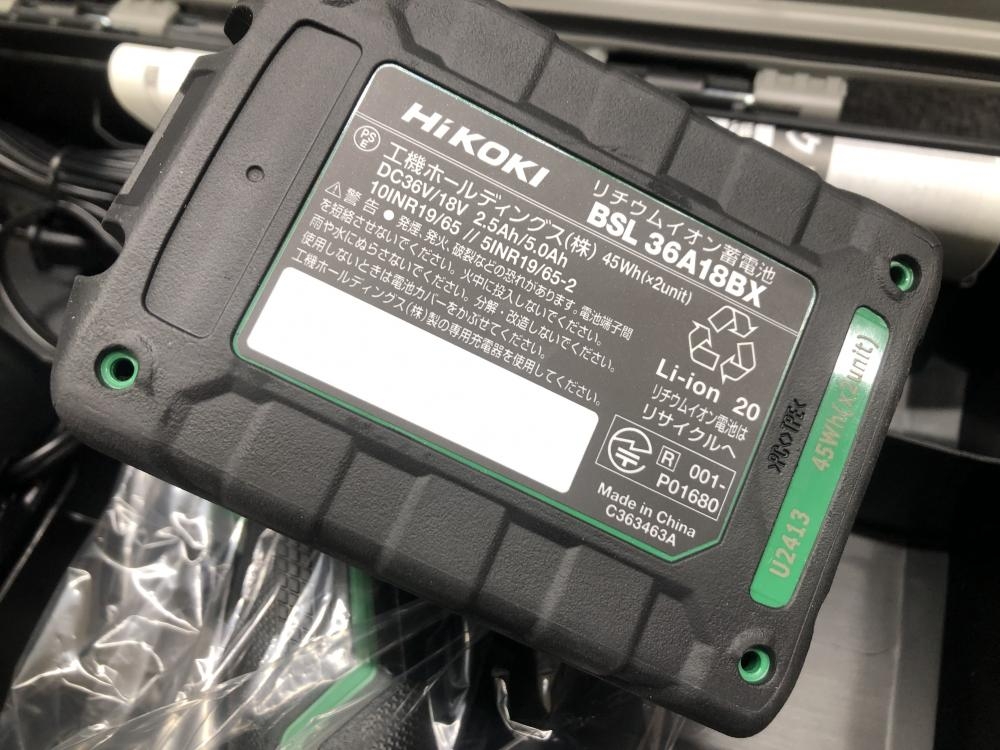 HiKOKI
リチウムイオン蓄電池
BSL 36A18BX
PS
E
工機ホールディングス(株)
45Wh(x2unit)
DC36V/18V 2.5Ah/5.0Ah
10INR19/65 // 5INR19/65-2
⚠警告 ● 発煙、発火、破裂などの恐れがあります。電池端子間
を短絡させないでください。火中に投入しないでください。
雨や水にぬらさないでください。分解・改造しないでください。
使用しないときは電池カバーをかぶせてください。
工機ホールディングス(株)製の専用充電器を使用してください。
Li-ion 20
リチウムイオン電池は
リサイクルへ
R 001-
P01680
Made in China
C363463A
U2413 45Wh(x2unit)
G